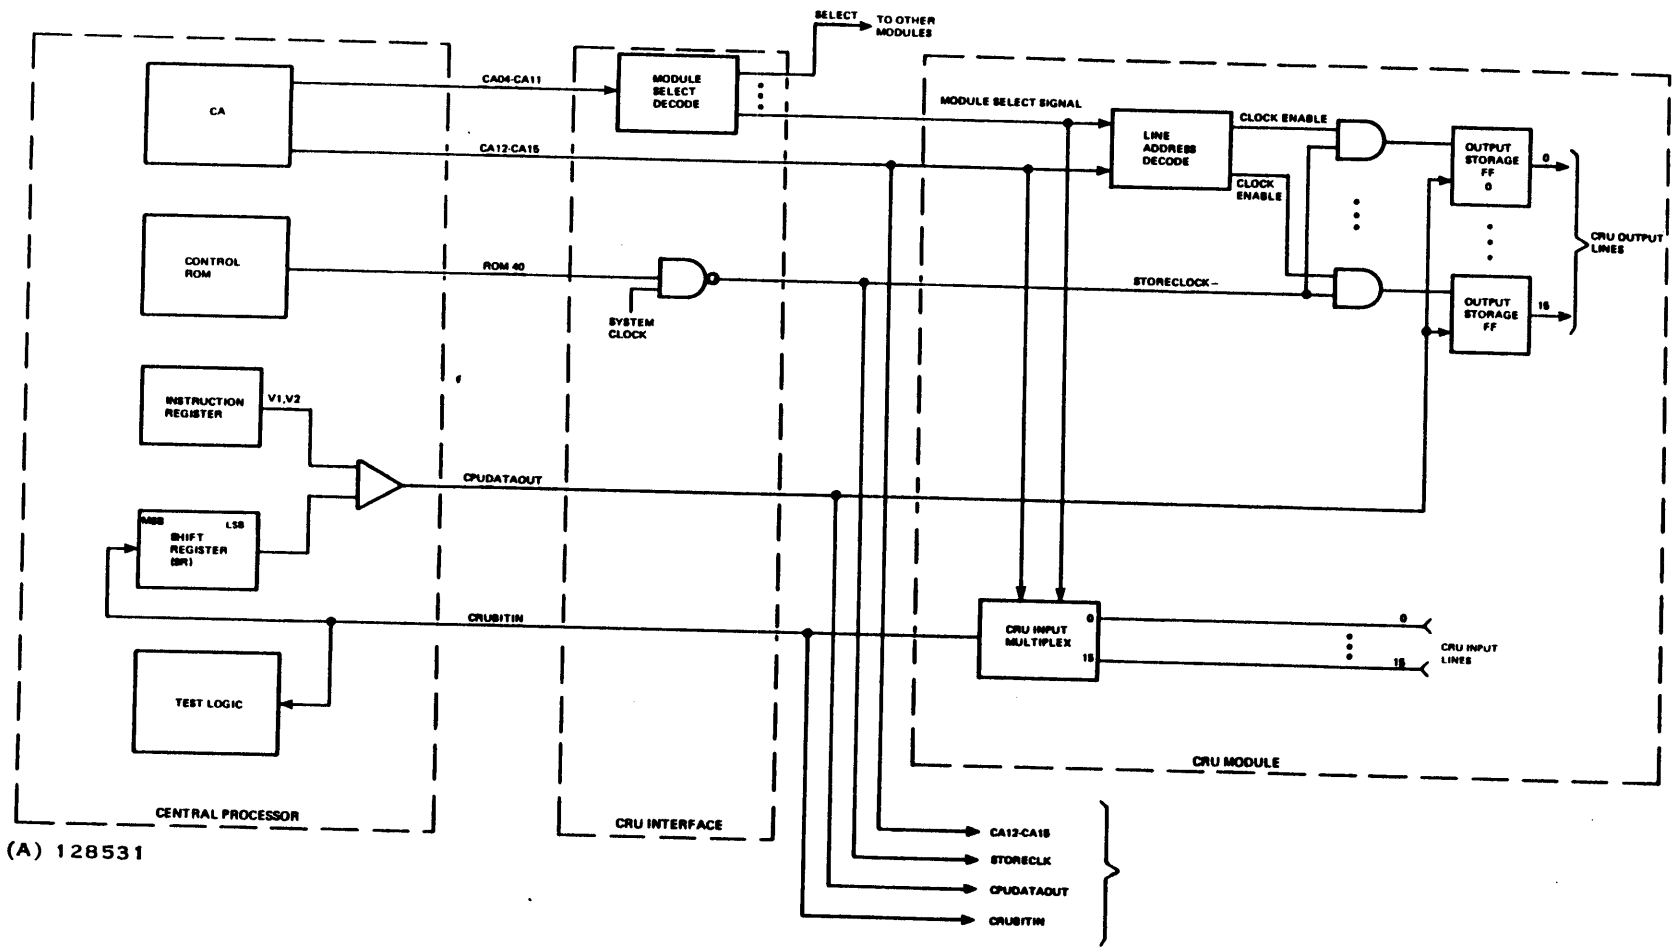 SELECT
TO OTHER
MODULES
CA
CA04-CA11
MODULE
SELECT
DECODE
MODULE SELECT SIGNAL
LINE
ADDRESS
DECODE
CLOCK ENABLE
CLOCK
ENABLE
OUTPUT
STORAGE
FF
0
0
CA12-CA15
CONTROL
ROM
ROM 40
SYSTEM
CLOCK
STORECLOCK–
OUTPUT
STORAGE
FF
15
CRU OUTPUT
LINES
INSTRUCTION
REGISTER
V1,V2
CPUDATAOUT
MSB
LSB
SHIFT
REGISTER
(SR)
CRUBITIN
TEST LOGIC
CRU INPUT
MULTIPLEX
0
15
0
15
CRU INPUT
LINES
CENTRAL PROCESSOR
CRU INTERFACE
CRU MODULE
CA12-CA15
STORECLK
CPUDATAOUT
CRUBITIN
(A) 128531